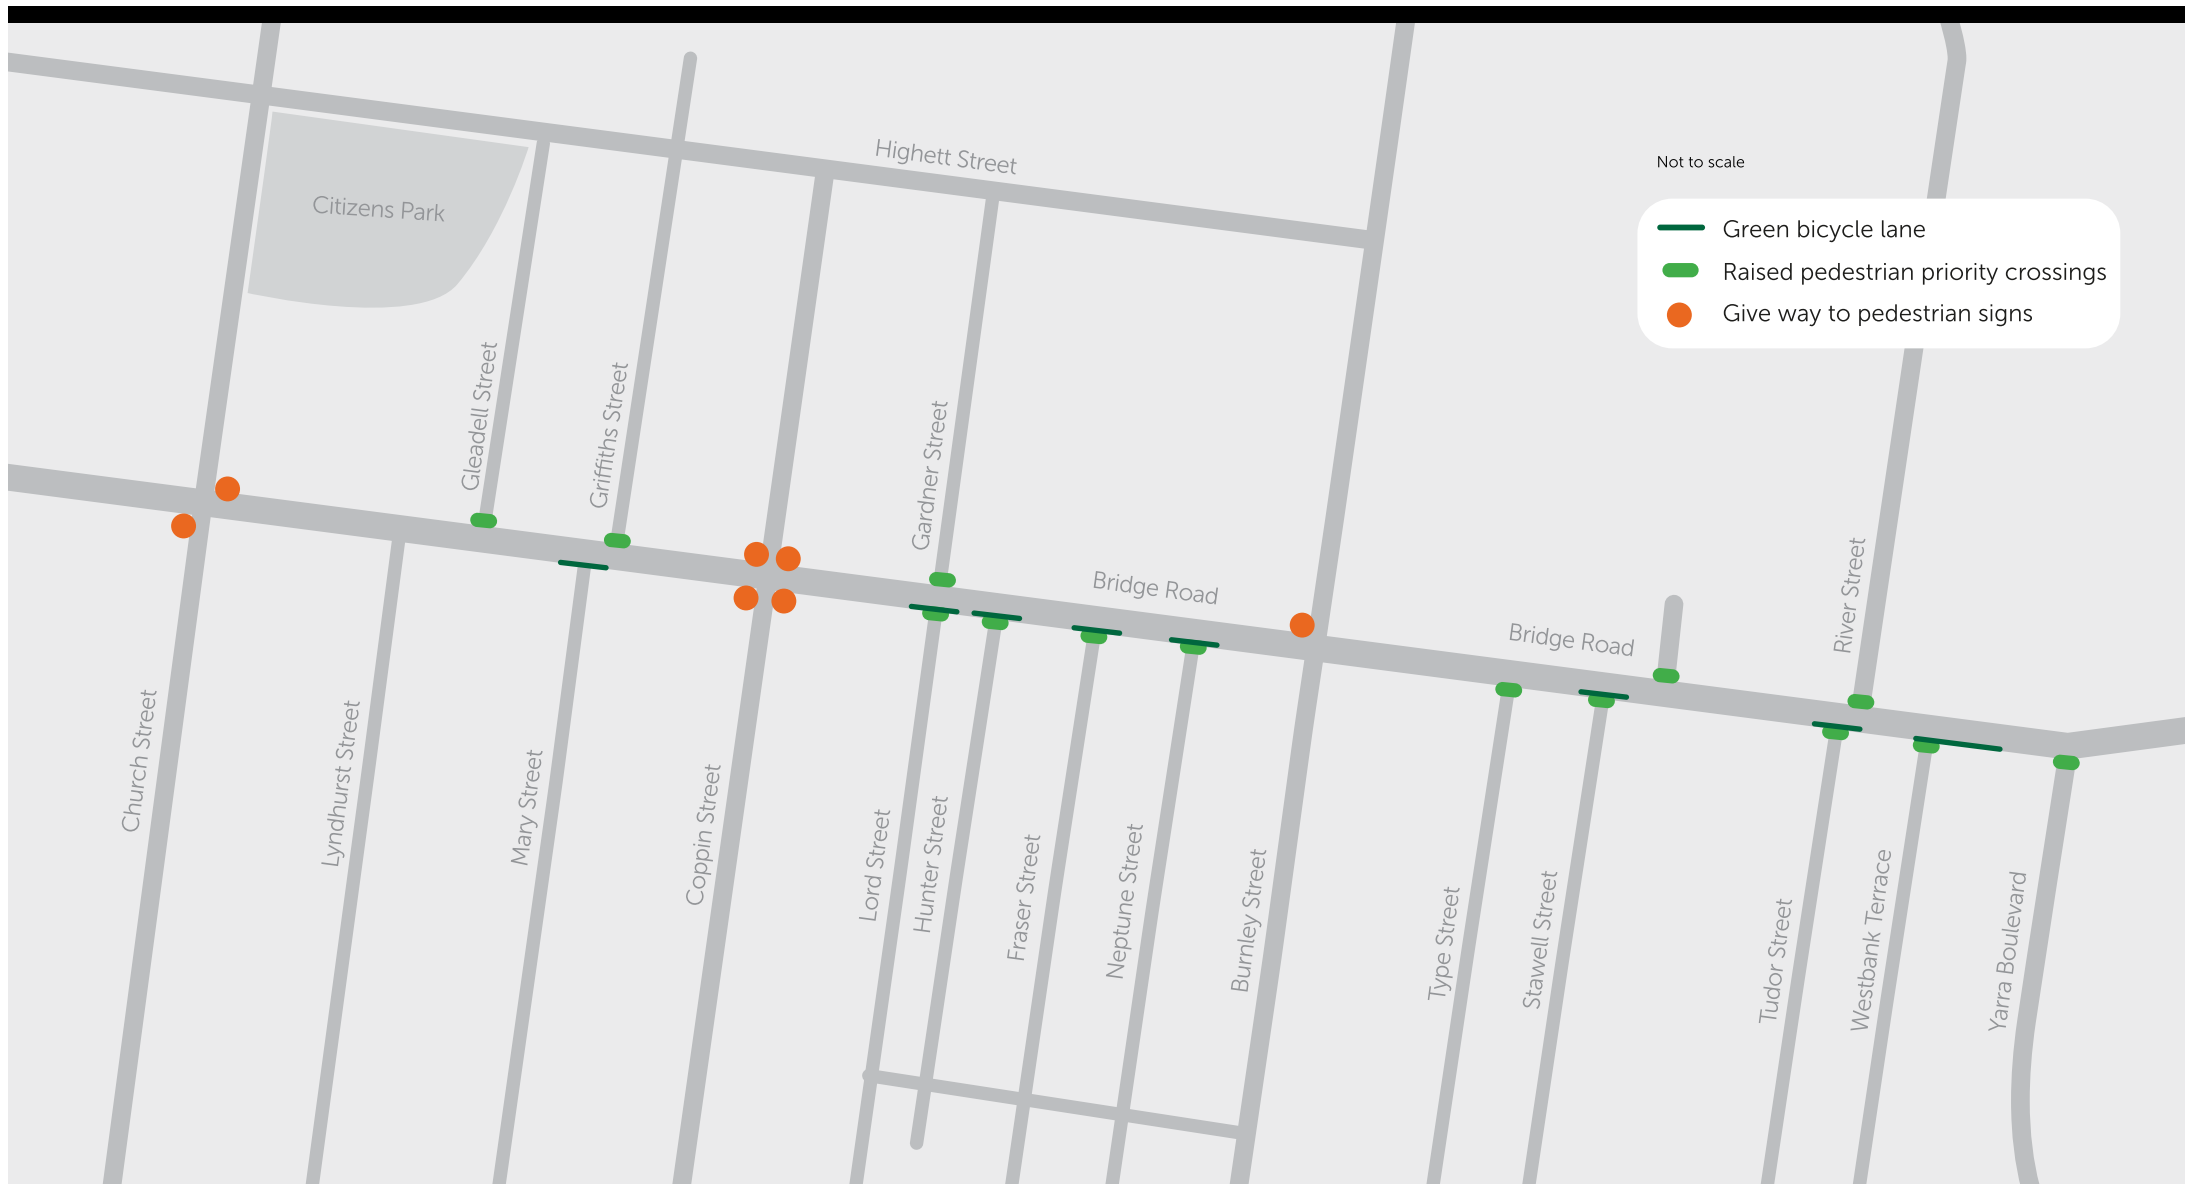 Highett Street
Not to scale
Citizens Park
Green bicycle lane
Raised pedestrian priority crossings
Give way to pedestrian signs
Gleadell Street
Griffiths Street
Gardner Street
Bridge Road
Bridge Road
River Street
Church Street
Lyndhurst Street
Mary Street
Coppin Street
Lord Street
Hunter Street
Fraser Street
Neptune Street
Burnley Street
Type Street
Stawell Street
Tudor Street
Westbank Terrace
Yarra Boulevard